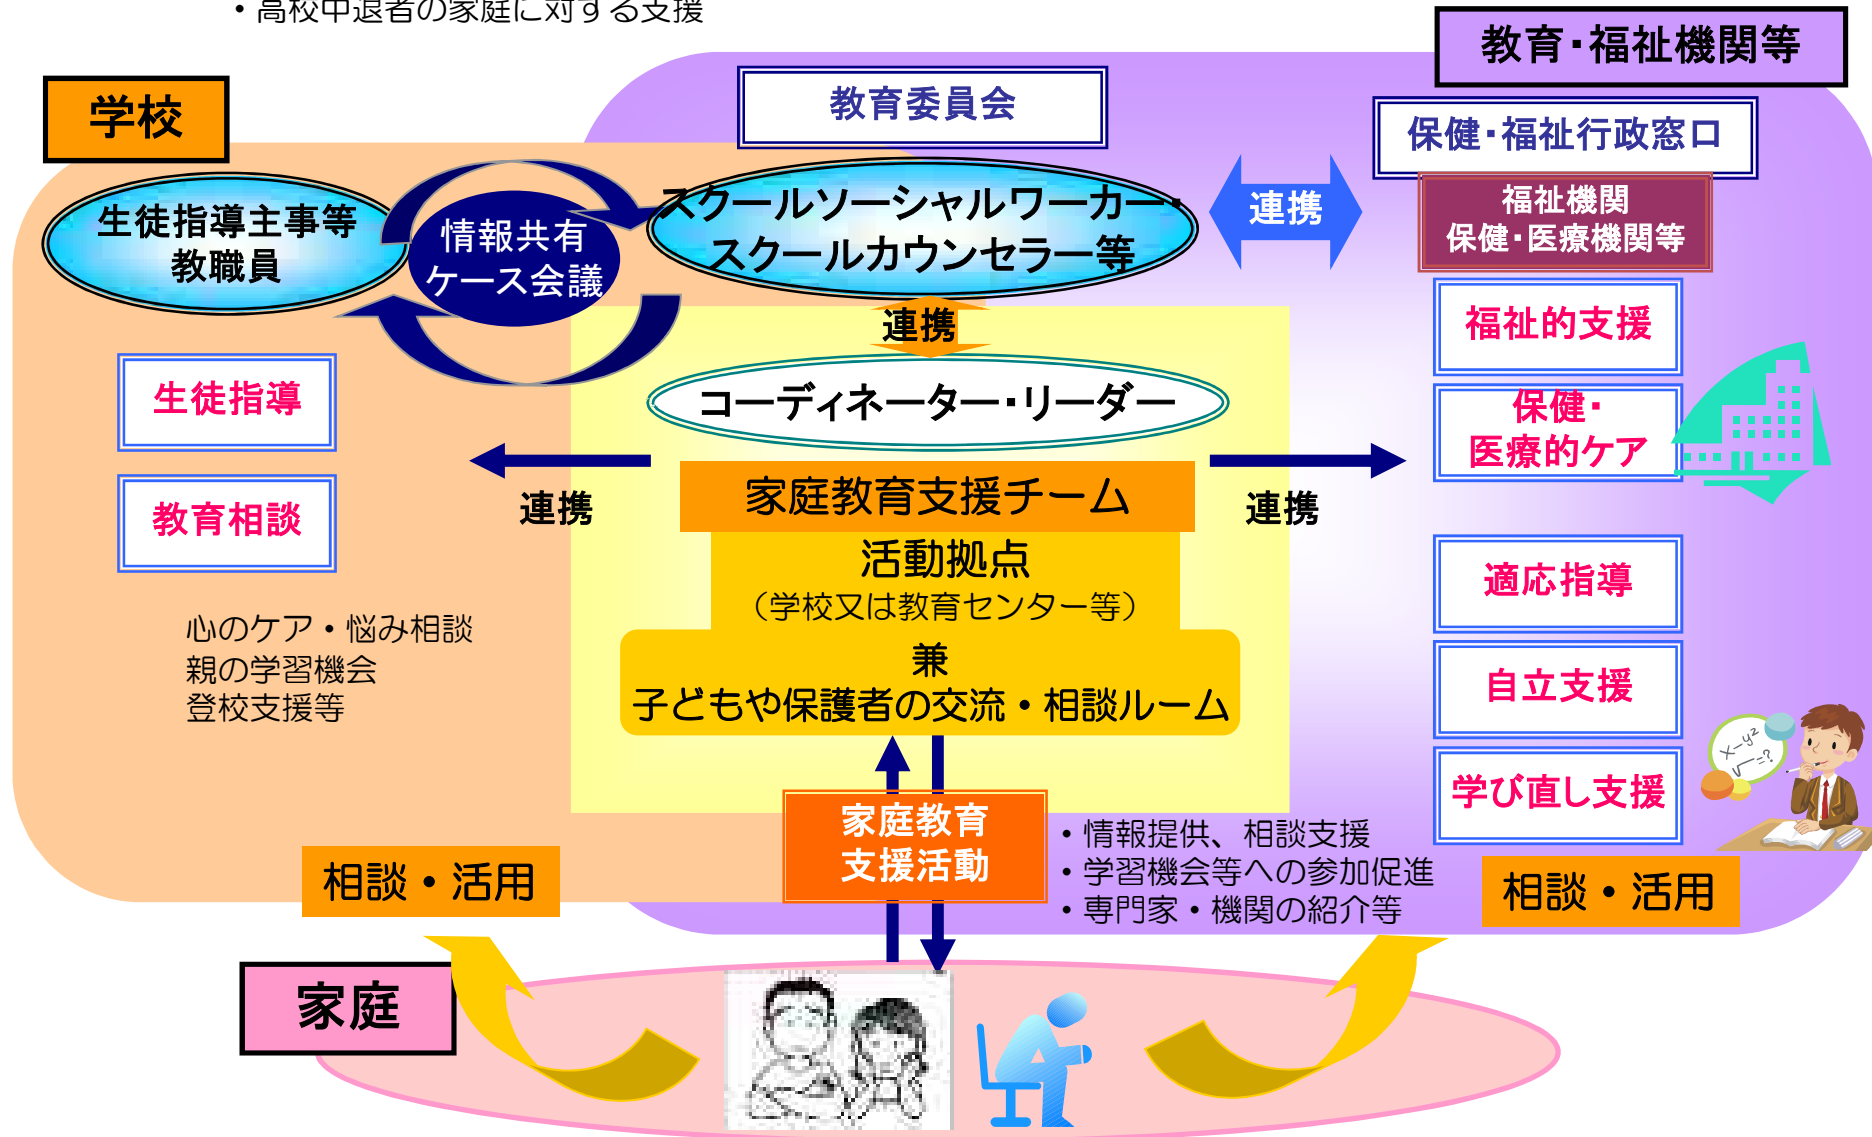 ・高校中退者の家庭に対する支援
教育・福祉機関等
学校
教育委員会
保健・福祉行政窓口
生徒指導主事等
教職員
情報共有
ケース会議
スクールソーシャルワーカー・
スクールカウンセラー等
連携
福祉機関
保健・医療機関等
連携
福祉的支援
生徒指導
コーディネーター・リーダー
保健・
医療的ケア
連携
家庭教育支援チーム
連携
教育相談
活動拠点
（学校又は教育センター等）
適応指導
心のケア・悩み相談
親の学習機会
登校支援等
兼
子どもや保護者の交流・相談ルーム
自立支援
x-y²
√=?
学び直し支援
家庭教育
支援活動
・情報提供、相談支援
・学習機会等への参加促進
・専門家・機関の紹介等
相談・活用
相談・活用
家庭